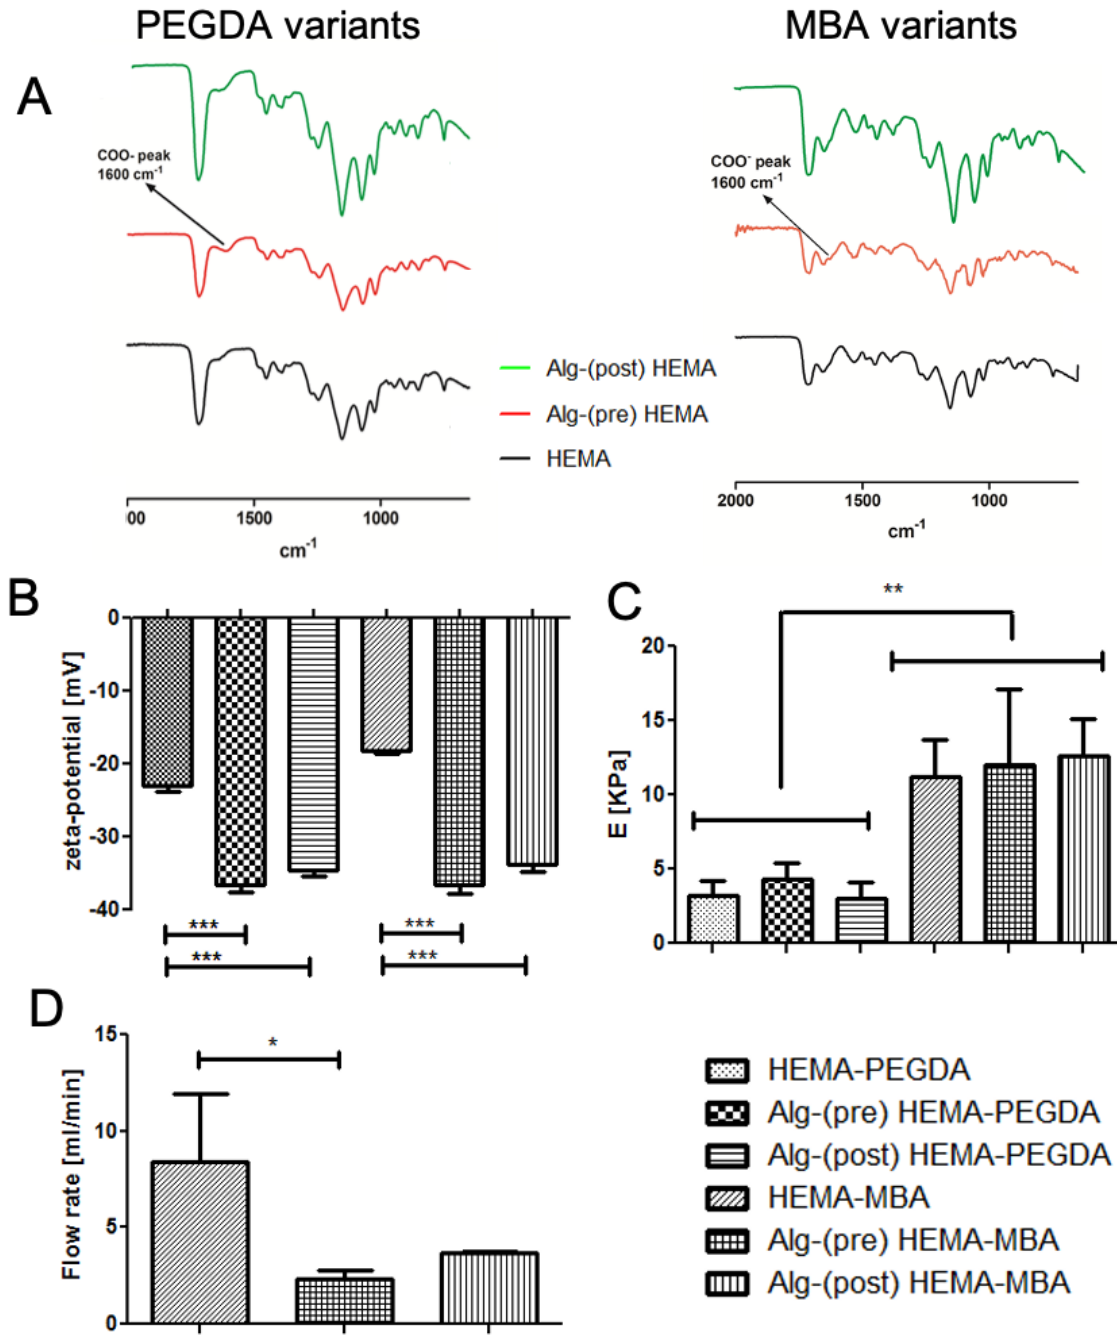 PEGDA variants
MBA variants
A
COO- peak
1600 cm-1
COO- peak
1600 cm-1
Alg-(post) HEMA
Alg-(pre) HEMA
HEMA
00 1500 1000
cm-1
2000 1500 1000
cm-1
B
zeta-potential [mV]
0
-10
-20
-30
-40
***
***
***
***
C
**
E [KPa]
20
15
10
5
0
D
Flow rate [ml/min]
15
10
5
0
*
HEMA-PEGDA
Alg-(pre) HEMA-PEGDA
Alg-(post) HEMA-PEGDA
HEMA-MBA
Alg-(pre) HEMA-MBA
Alg-(post) HEMA-MBA